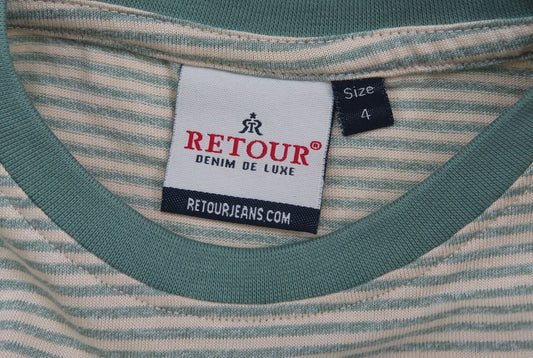 RETOUR®
DENIM DE LUXE
RETOURJEANS.COM
Size
4